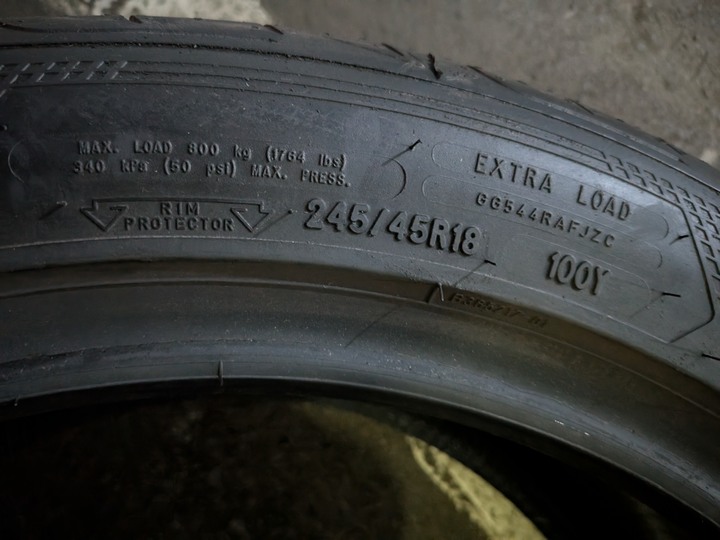 MAX. LOAD 800 kg (1764 lbs)
340 kPa (50 psi) MAX. PRESS.
EXTRA LOAD
GG544RAFJZC
RIM
PROTECTOR
245/45R18
100Y